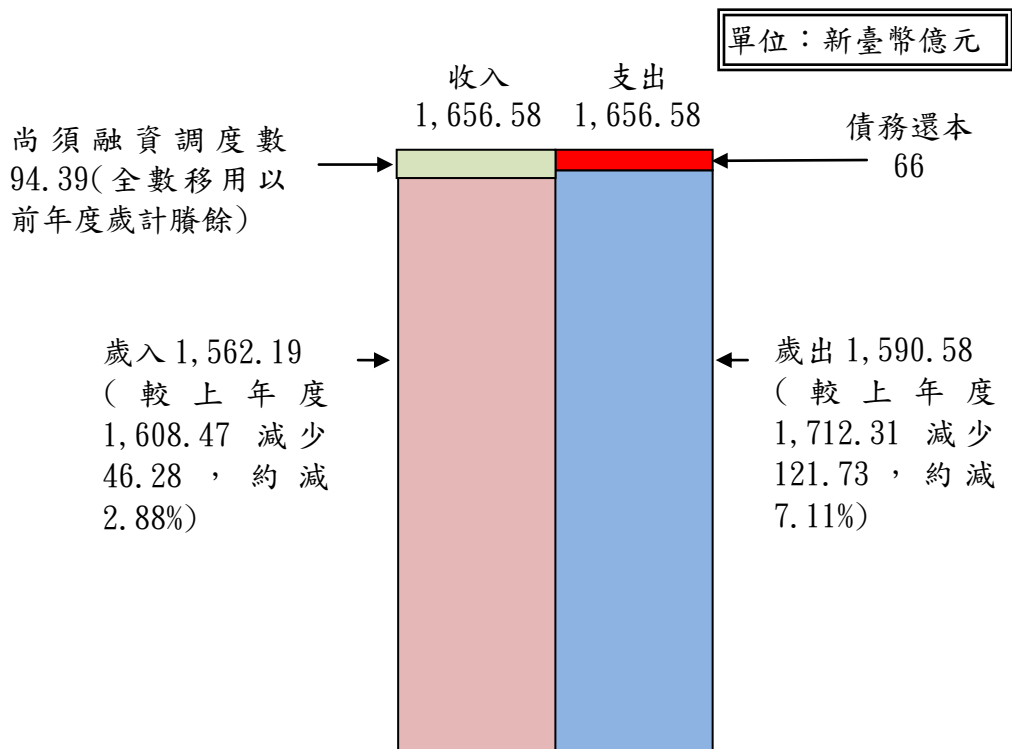 單位：新臺幣億元
收入
1,656.58
支出
1,656.58
尚須融資調度數
94.39(全數移用以
前年度歲計賸餘)
債務還本
66
歲入1,562.19
(較上年度
1,608.47 減少
46.28，約減
2.88%)
歲出1,590.58
(較上年度
1,712.31 減少
121.73，約減
7.11%)